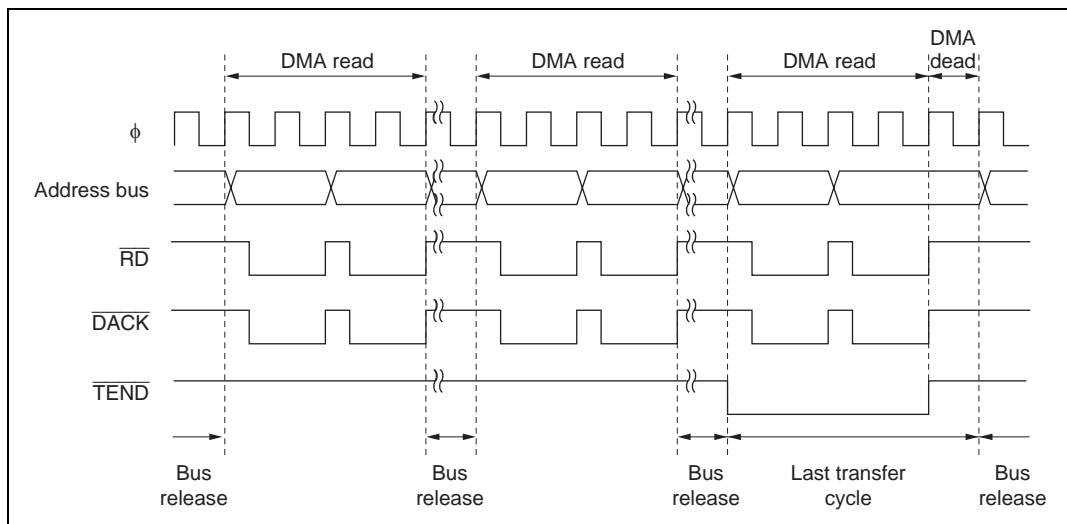 DMA read
DMA read
DMA read
DMA
dead
ϕ
Address bus
RD
DACK
TEND
Bus
release
Bus
release
Bus
release
Last transfer
cycle
Bus
release